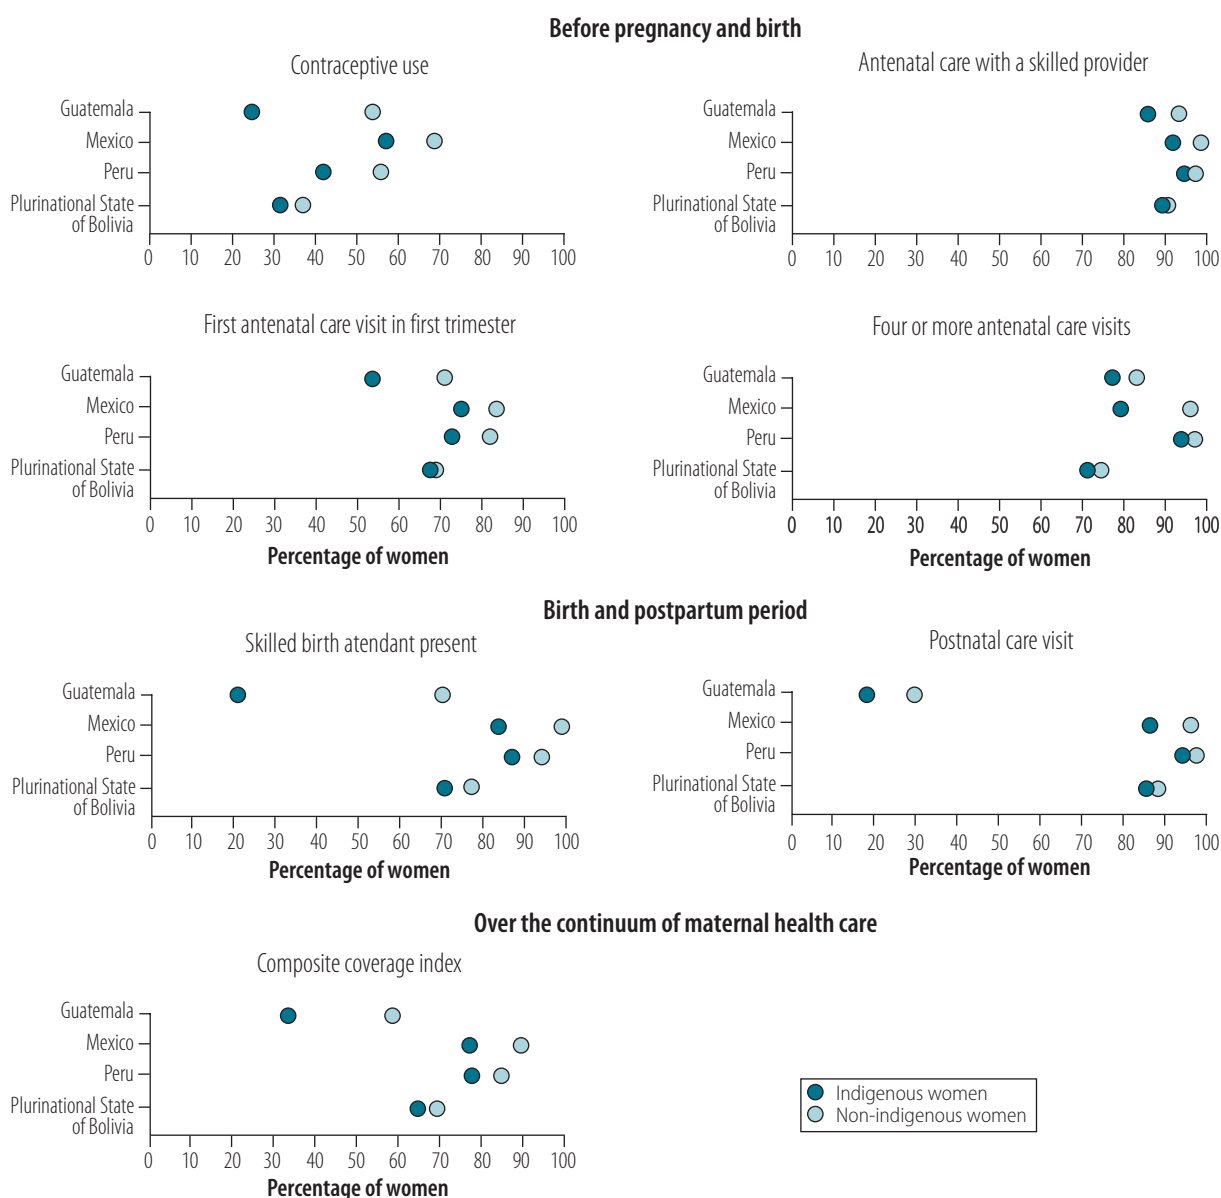 Before pregnancy and birth
Contraceptive use
Guatemala
Mexico
Peru
Plurinational State
of Bolivia
0 10 20 30 40 50 60 70 80 90 100
Antenatal care with a skilled provider
Guatemala
Mexico
Peru
Plurinational State
of Bolivia
0 10 20 30 40 50 60 70 80 90 100
First antenatal care visit in first trimester
Guatemala
Mexico
Peru
Plurinational State
of Bolivia
0 10 20 30 40 50 60 70 80 90 100
Percentage of women
Four or more antenatal care visits
Guatemala
Mexico
Peru
Plurinational State
of Bolivia
0 10 20 30 40 50 60 70 80 90 100
Percentage of women
Birth and postpartum period
Skilled birth atendant present
Guatemala
Mexico
Peru
Plurinational State
of Bolivia
0 10 20 30 40 50 60 70 80 90 100
Percentage of women
Postnatal care visit
Guatemala
Mexico
Peru
Plurinational State
of Bolivia
0 10 20 30 40 50 60 70 80 90 100
Percentage of women
Over the continuum of maternal health care
Composite coverage index
Guatemala
Mexico
Peru
Plurinational State
of Bolivia
0 10 20 30 40 50 60 70 80 90 100
Percentage of women
Indigenous women
Non-indigenous women